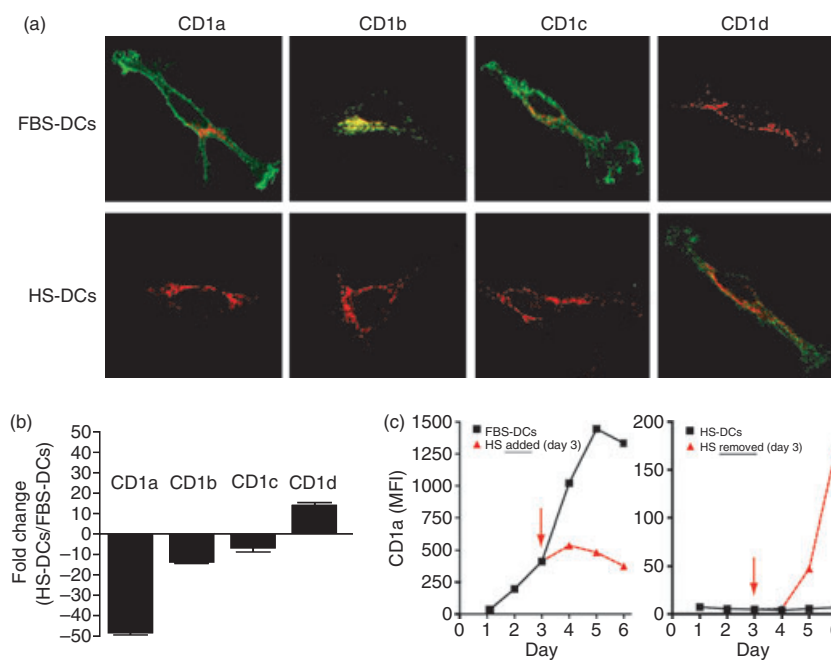 (a)
CD1a CD1b CD1c CD1d
FBS-DCs
HS-DCs
(b)
50
40
30
20
10
0
−10
−20
−30
−40
−50
Fold change
(HS-DCs/FBS-DCs)
CD1a CD1b CD1c CD1d
(c)
1500
1250
1000
750
500
250
0
CD1a (MFI)
FBS-DCs
HS added (day 3)
0 1 2 3 4 5 6
Day
200
150
100
50
0
HS-DCs
HS removed (day 3)
0 1 2 3 4 5 6
Day